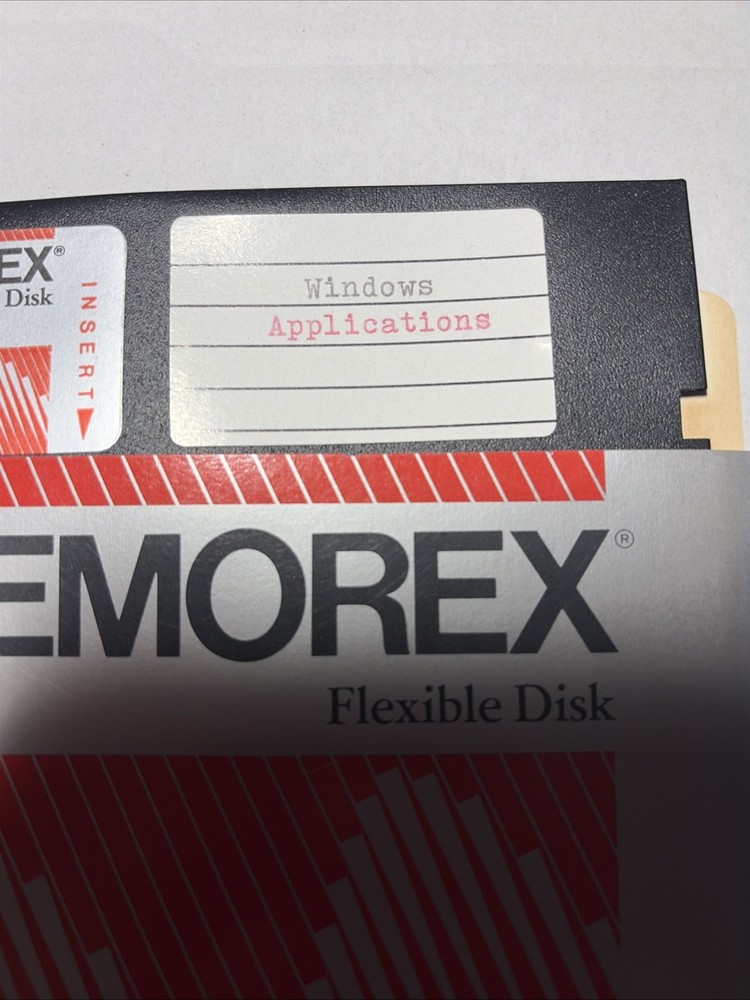 EX®
Disk
INSERT
Windows
Applications
EMOREX®
Flexible Disk